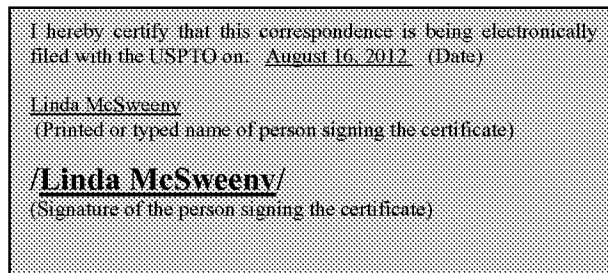 I hereby certify that this correspondence is being electronically
filed with the USPTO on: August 16, 2012 (Date)
Linda McSweeny
(Printed or typed name of person signing the certificate)
/Linda McSweeny/
(Signature of the person signing the certificate)